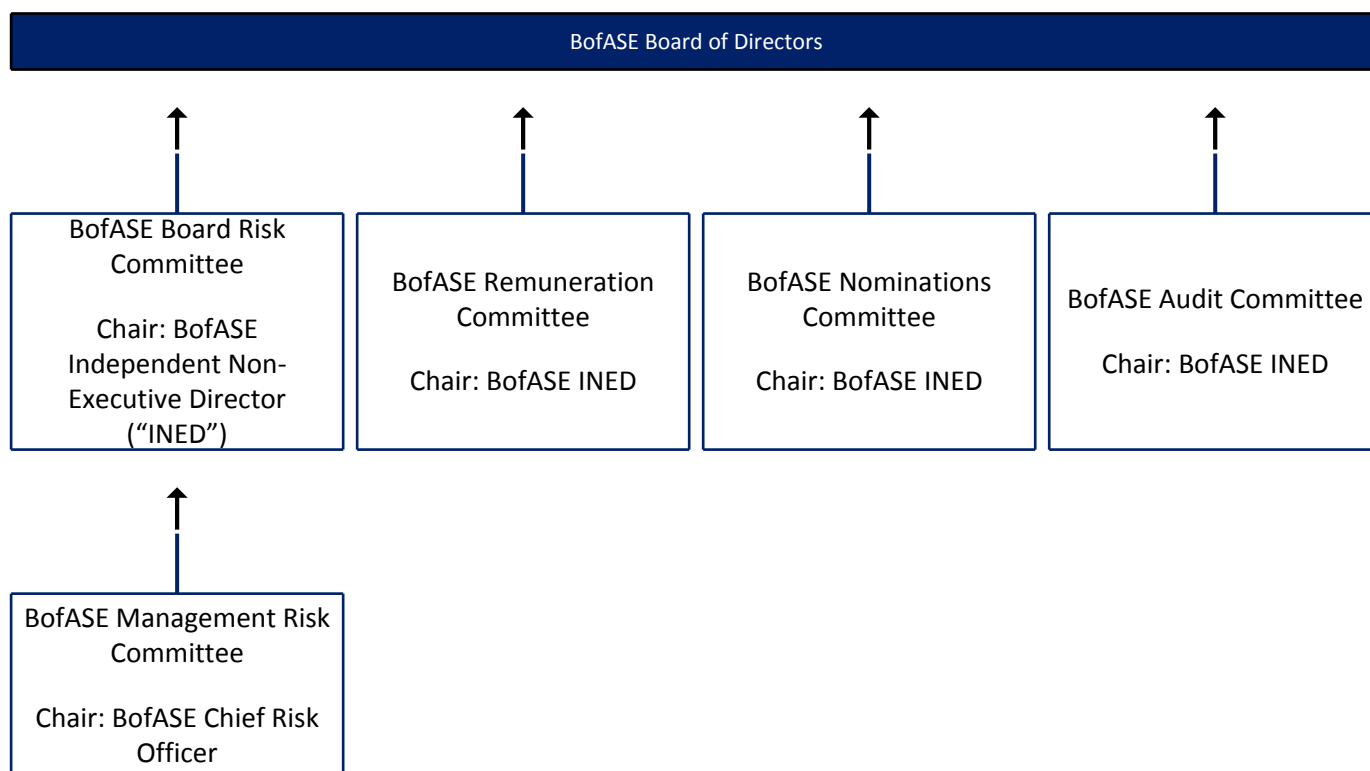 BofASE Board of Directors
BofASE Board Risk
Committee
Chair: BofASE
Independent Non-
Executive Director
(“INED”)
BofASE Remuneration
Committee
Chair: BofASE INED
BofASE Nominations
Committee
Chair: BofASE INED
BofASE Audit Committee
Chair: BofASE INED
BofASE Management Risk
Committee
Chair: BofASE Chief Risk
Officer